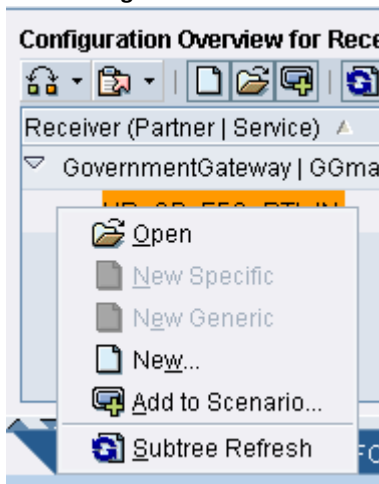 Configuration Overview for Rece
Receiver (Partner | Service)
GovernmentGateway | GGma
Open
New Specific
New Generic
New...
Add to Scenario...
Subtree Refresh